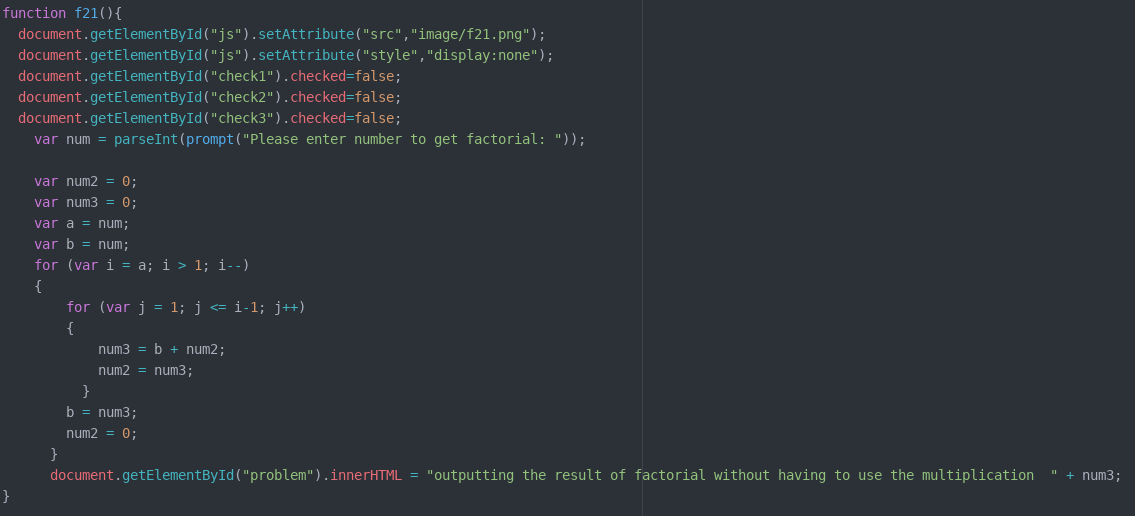 function f21(){
  document.getElementById("js").setAttribute("src","image/f21.png");
  document.getElementById("js").setAttribute("style","display:none");
  document.getElementById("check1").checked=false;
  document.getElementById("check2").checked=false;
  document.getElementById("check3").checked=false;
    var num = parseInt(prompt("Please enter number to get factorial: "));
    var num2 = 0;
    var num3 = 0;
    var a = num;
    var b = num;
    for (var i = a; i > 1; i--)
    {
        for (var j = 1; j <= i-1; j++)
        {
            num3 = b + num2;
            num2 = num3;
          }
        b = num3;
        num2 = 0;
      }
      document.getElementById("problem").innerHTML = "outputting the result of factorial without having to use the multiplication  " + num3;
}